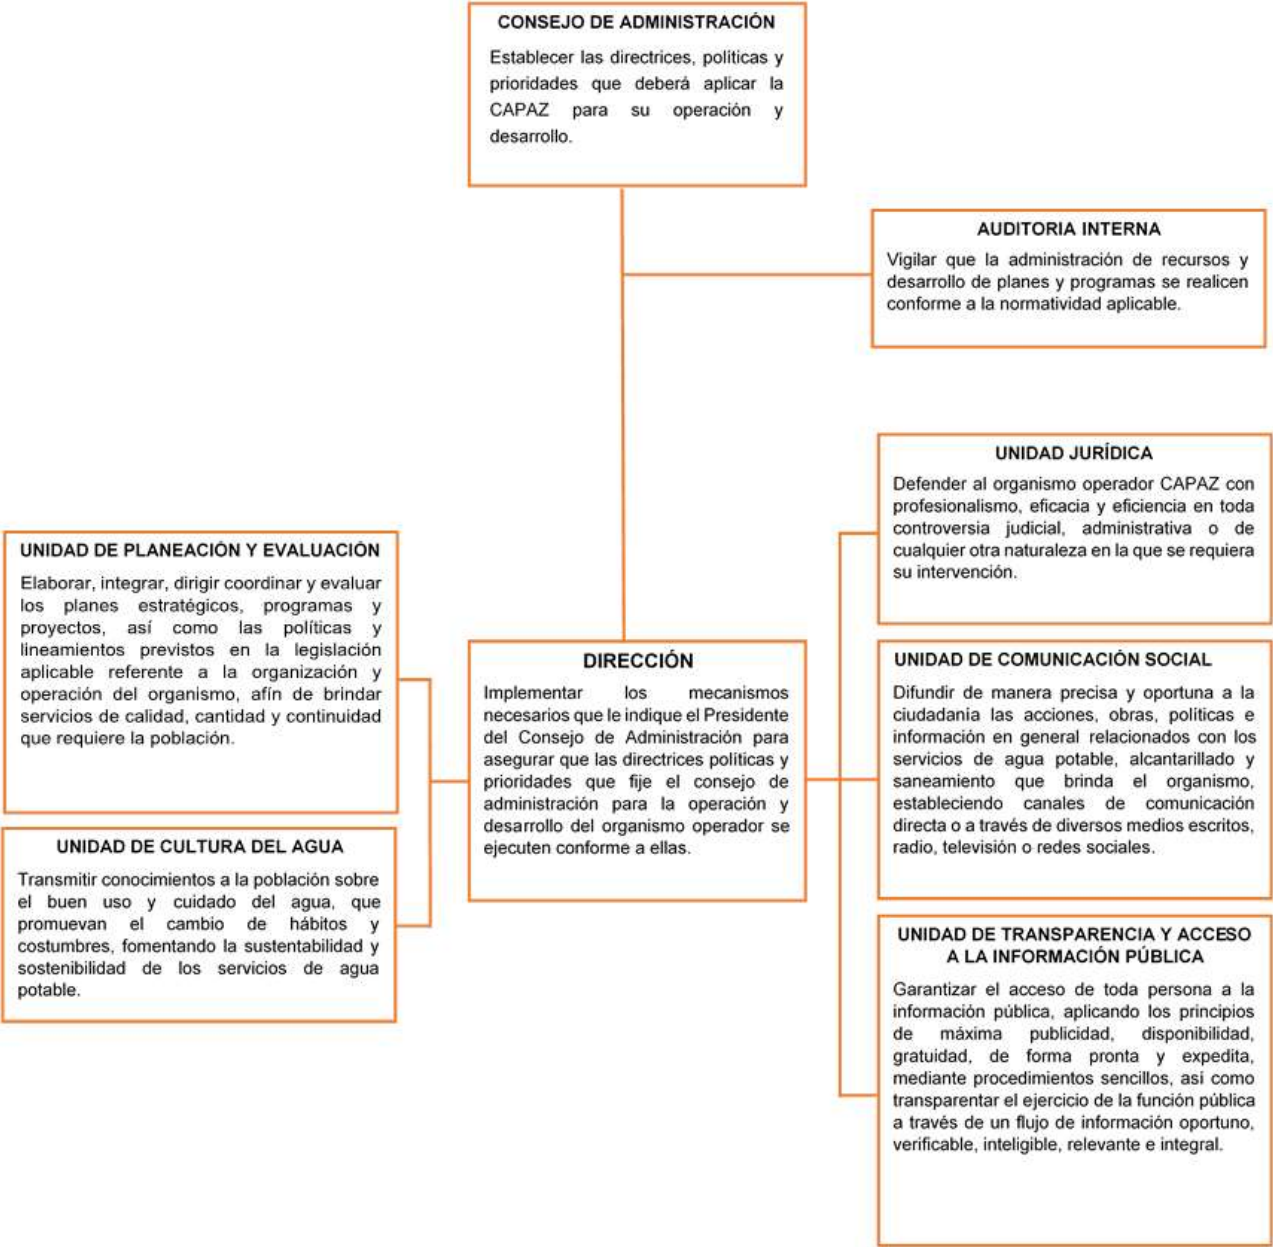 CONSEJO DE ADMINISTRACIÓN
Establecer las directrices, políticas y
prioridades que deberá aplicar la
CAPAZ para su operación y
desarrollo.
AUDITORIA INTERNA
Vigilar que la administración de recursos y
desarrollo de planes y programas se realicen
conforme a la normatividad aplicable.
UNIDAD JURÍDICA
Defender al organismo operador CAPAZ con
profesionalismo, eficacia y eficiencia en toda
controversia judicial, administrativa o de
cualquier otra naturaleza en la que se requiera
su intervención.
UNIDAD DE PLANEACIÓN Y EVALUACIÓN
Elaborar, integrar, dirigir coordinar y evaluar
los planes estratégicos, programas y
proyectos, así como las políticas y
lineamientos previstos en la legislación
aplicable referente a la organización y
operación del organismo, afín de brindar
servicios de calidad, cantidad y continuidad
que requiere la población.
DIRECCIÓN
Implementar los mecanismos
necesarios que le indique el Presidente
del Consejo de Administración para
asegurar que las directrices políticas y
prioridades que fije el consejo de
administración para la operación y
desarrollo del organismo operador se
ejecuten conforme a ellas.
UNIDAD DE COMUNICACIÓN SOCIAL
Difundir de manera precisa y oportuna a la
ciudadanía las acciones, obras, políticas e
información en general relacionados con los
servicios de agua potable, alcantarillado y
saneamiento que brinda el organismo,
estableciendo canales de comunicación
directa o a través de diversos medios escritos,
radio, televisión o redes sociales.
UNIDAD DE CULTURA DEL AGUA
Transmitir conocimientos a la población sobre
el buen uso y cuidado del agua, que
promuevan el cambio de hábitos y
costumbres, fomentando la sustentabilidad y
sostenibilidad de los servicios de agua
potable.
UNIDAD DE TRANSPARENCIA Y ACCESO
A LA INFORMACIÓN PÚBLICA
Garantizar el acceso de toda persona a la
información pública, aplicando los principios
de máxima publicidad, disponibilidad,
gratuidad, de forma pronta y expedita,
mediante procedimientos sencillos, así como
transparentar el ejercicio de la función pública
a través de un flujo de información oportuno,
verificable, inteligible, relevante e integral.